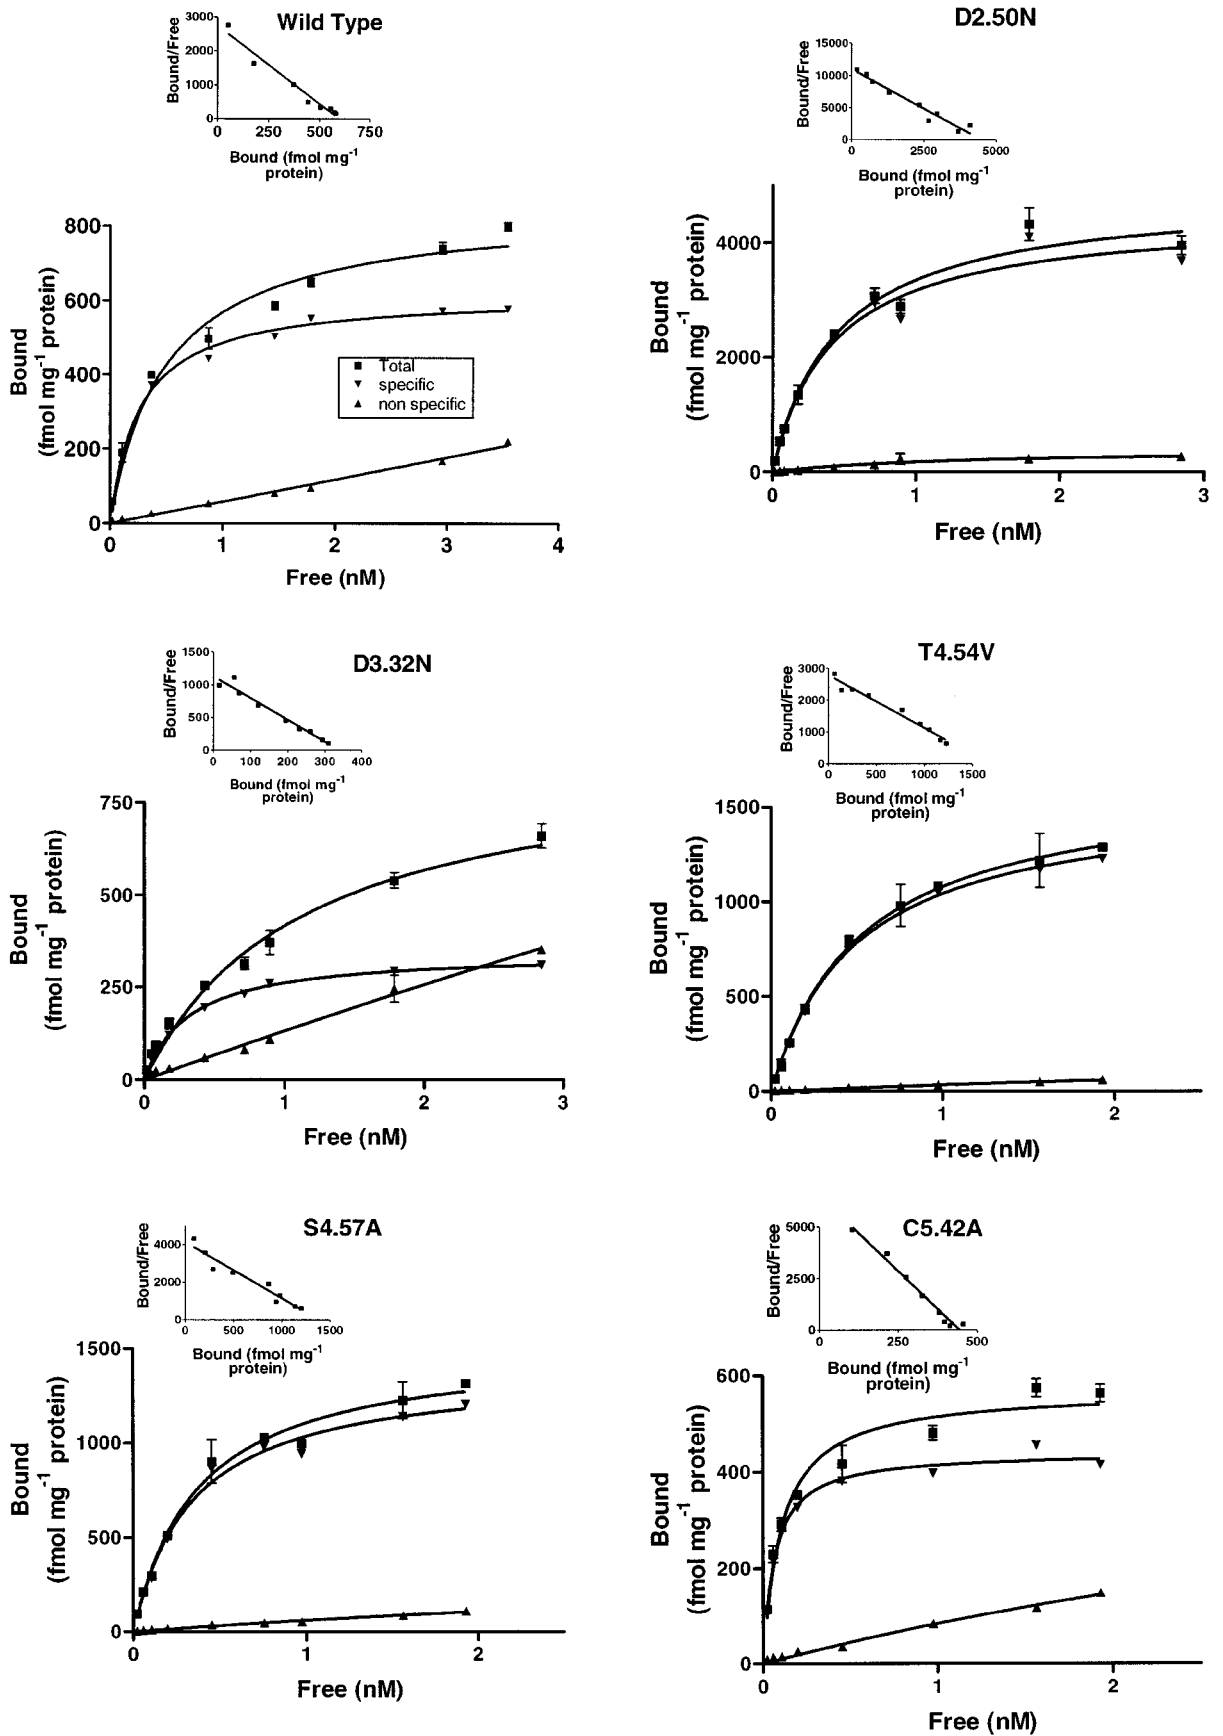 Wild Type
Bound/Free
3000
2000
1000
0
0 250 500 750
Bound (fmol mg-1
protein)
Bound
(fmol mg-1 protein)
800
600
400
200
0
Total
specific
non specific
0 1 2 3 4
Free (nM)
D2.50N
Bound/Free
15000
10000
5000
0
0 2500 5000
Bound (fmol mg-1
protein)
Bound
(fmol mg-1 protein)
4000
2000
0
0 1 2 3
Free (nM)
D3.32N
Bound/Free
1500
1000
500
0
0 100 200 300 400
Bound (fmol mg-1
protein)
Bound
(fmol mg-1 protein)
750
500
250
0
0 1 2 3
Free (nM)
T4.54V
Bound/Free
3000
2000
1000
0
0 500 1000 1500
Bound (fmol mg-1
protein)
Bound
(fmol mg-1 protein)
1500
1000
500
0
0 1 2
Free (nM)
S4.57A
Bound/Free
4000
2000
0
0 500 1000 1500
Bound (fmol mg-1
protein)
Bound
(fmol mg-1 protein)
1500
1000
500
0
0 1 2
Free (nM)
C5.42A
Bound/Free
5000
2500
0
0 250 500
Bound (fmol mg-1
protein)
Bound
(fmol mg-1 protein)
600
400
200
0
0 1 2
Free (nM)